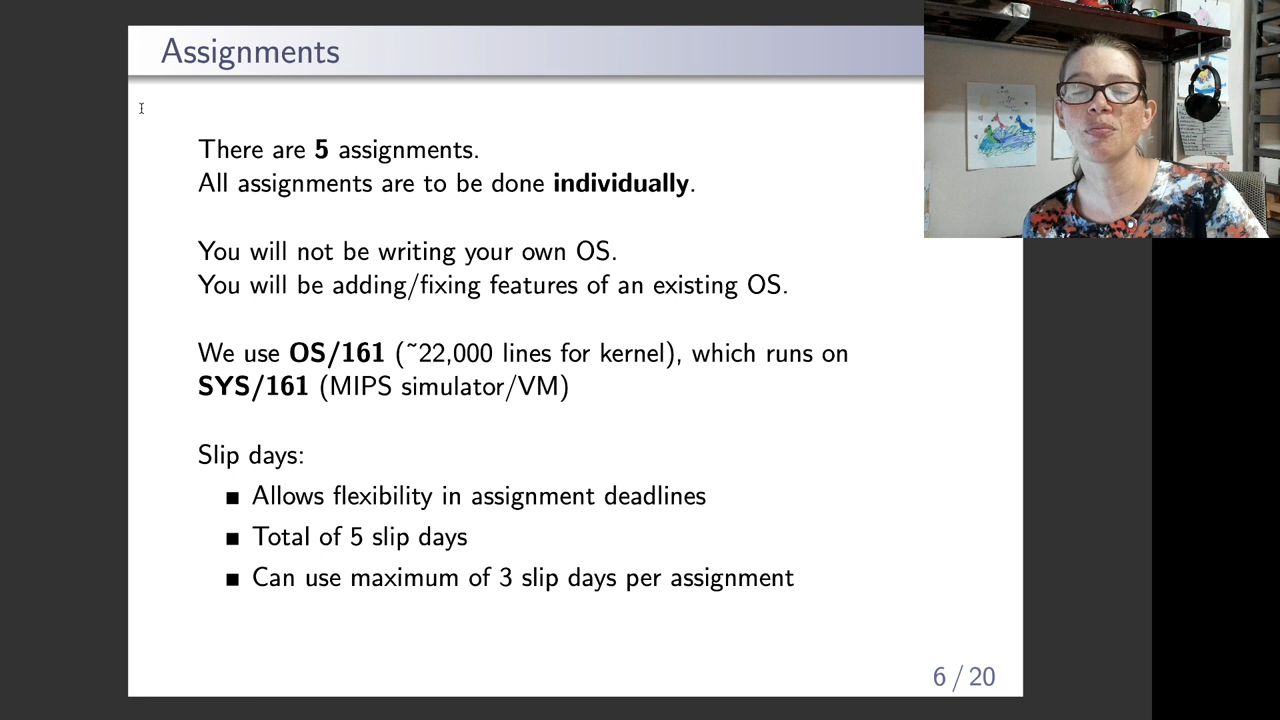 Assignments
There are 5 assignments.
All assignments are to be done individually.
You will not be writing your own OS.
You will be adding/fixing features of an existing OS.
We use OS/161 (~22,000 lines for kernel), which runs on
SYS/161 (MIPS simulator/VM)
Slip days:
■ Allows flexibility in assignment deadlines
■ Total of 5 slip days
■ Can use maximum of 3 slip days per assignment
6 / 20